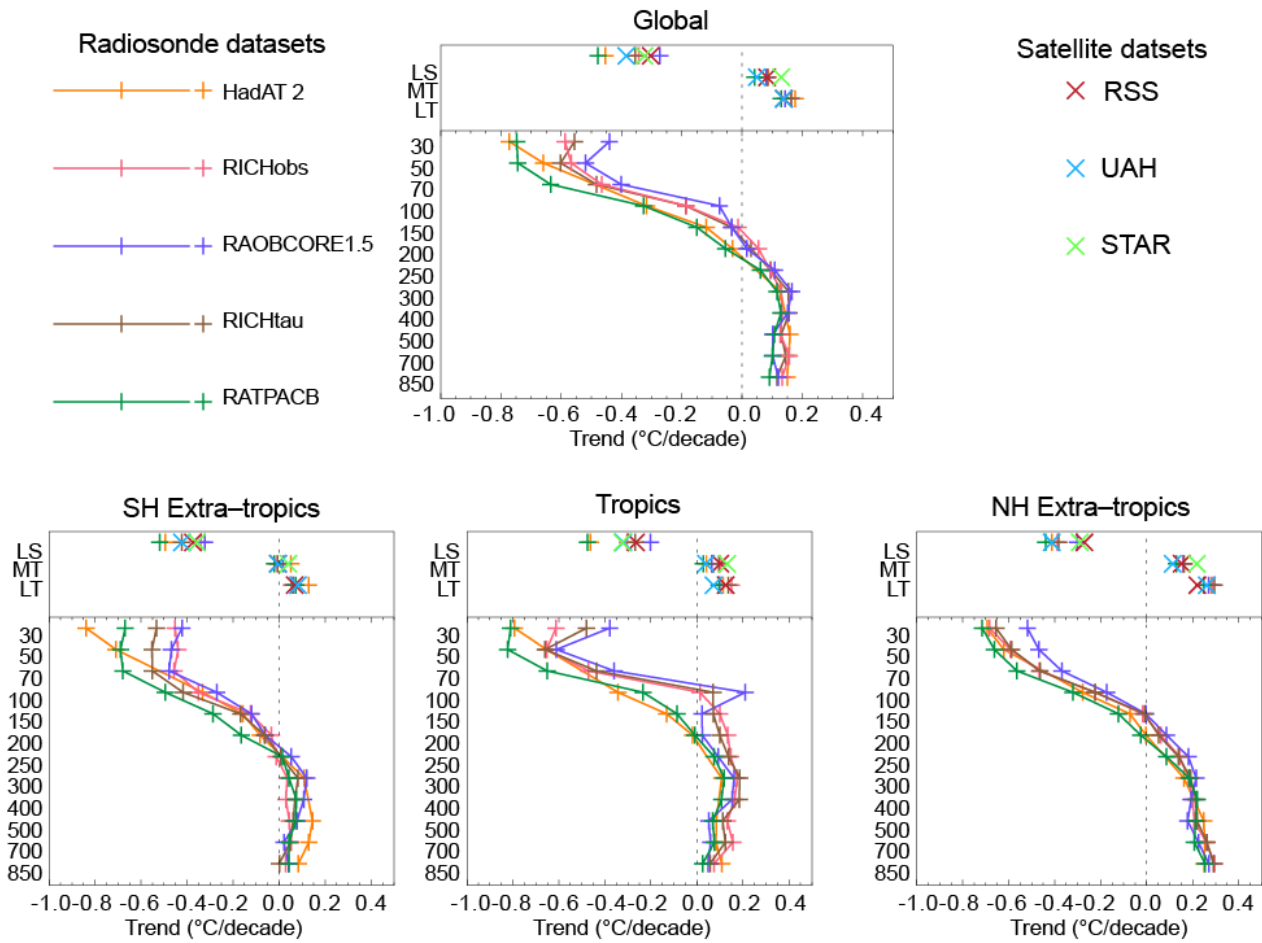 Global
Radiosonde datasets
HadAT 2
RICHobs
RAOBCORE1.5
RICHtau
RATPACB
Satellite datsets
RSS
UAH
STAR
LS
MT
LT
30
50
70
100
150
200
250
300
400
500
700
850
-1.0 -0.8 -0.6 -0.4 -0.2 0.0 0.2 0.4
Trend (°C/decade)
SH Extra–tropics
LS
MT
LT
30
50
70
100
150
200
250
300
400
500
700
850
-1.0 -0.8 -0.6 -0.4 -0.2 0.0 0.2 0.4
Trend (°C/decade)
Tropics
LS
MT
LT
30
50
70
100
150
200
250
300
400
500
700
850
-1.0 -0.8 -0.6 -0.4 -0.2 0.0 0.2 0.4
Trend (°C/decade)
NH Extra–tropics
LS
MT
LT
30
50
70
100
150
200
250
300
400
500
700
850
-1.0 -0.8 -0.6 -0.4 -0.2 0.0 0.2 0.4
Trend (°C/decade)